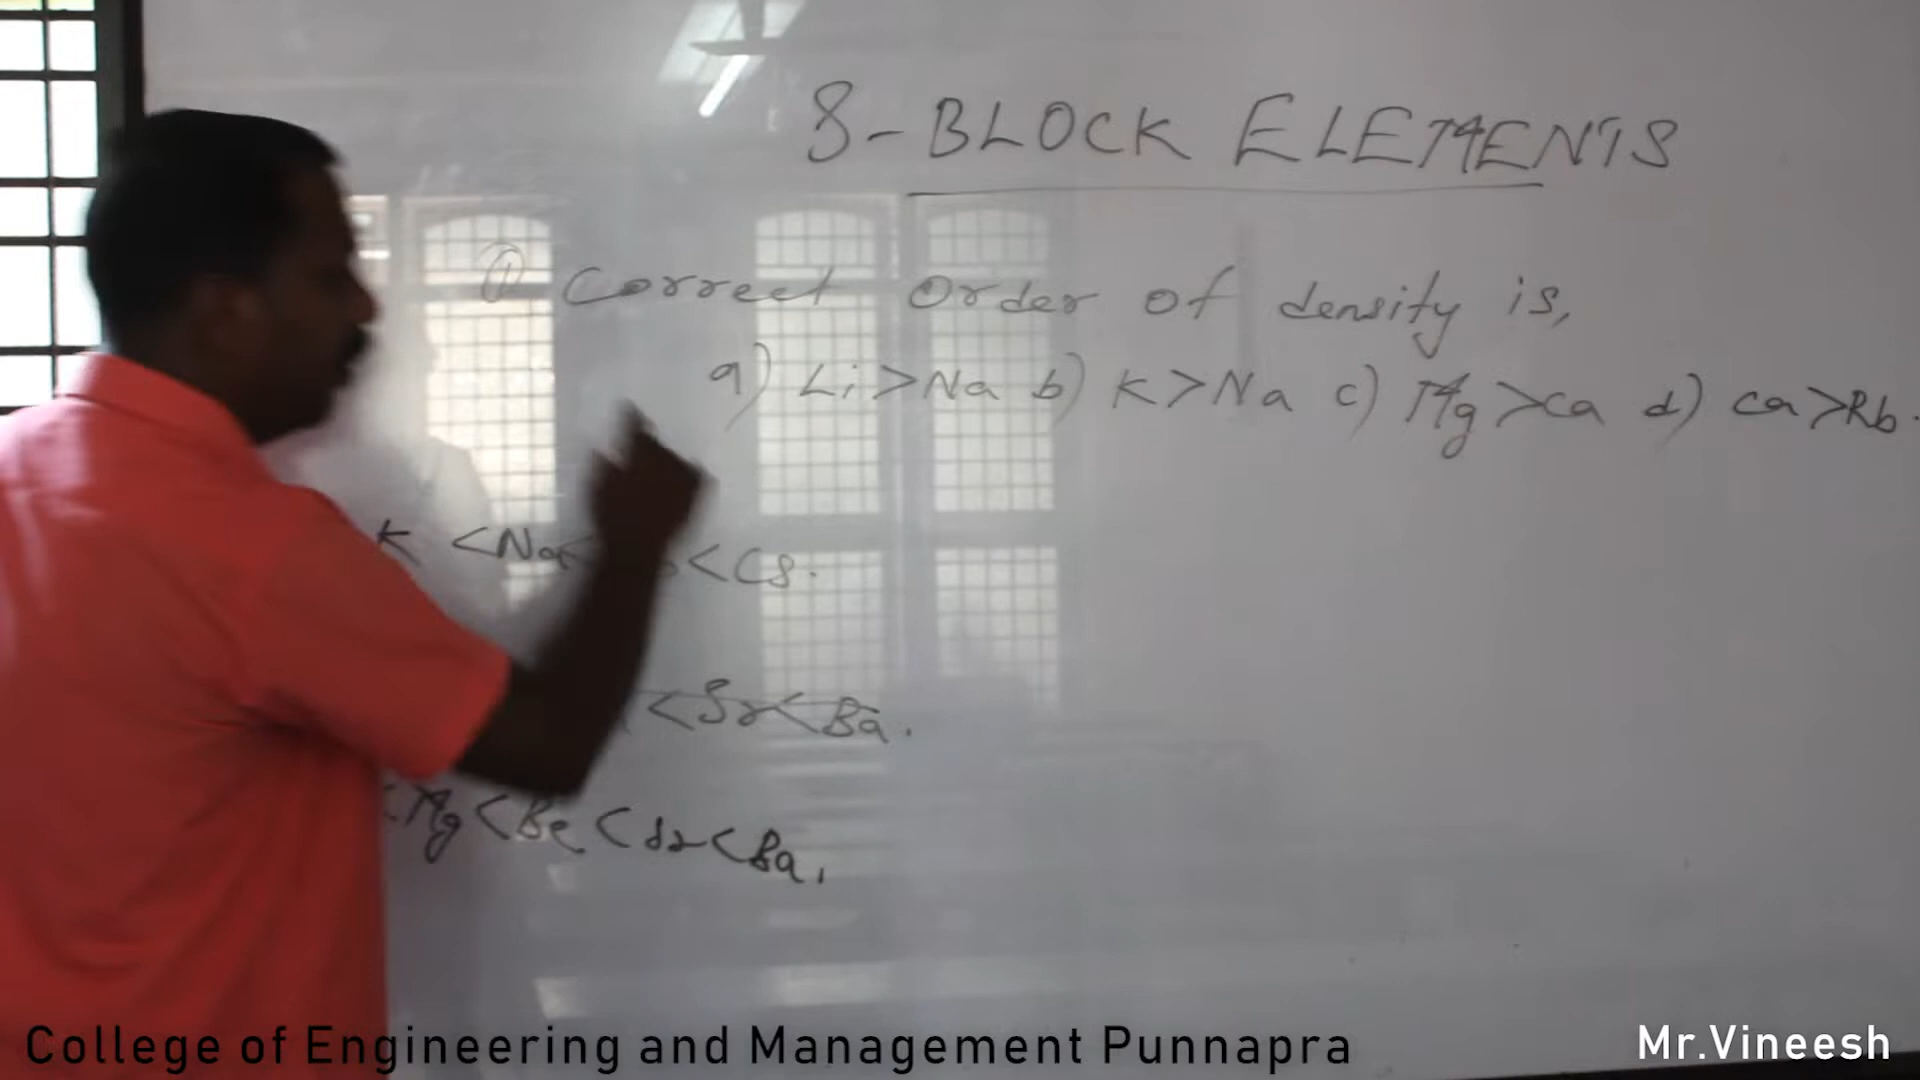 S-BLOCK ELEMENTS
① Correct Order of density is,
a) Li>Na b) K>Na c) Mg>Ca d) Ca>Rb.
K <Na< <Cs.
<Sr<Ba.
<Mg<Be<Sr<Ba,
College of Engineering and Management Punnapra
Mr.Vineesh